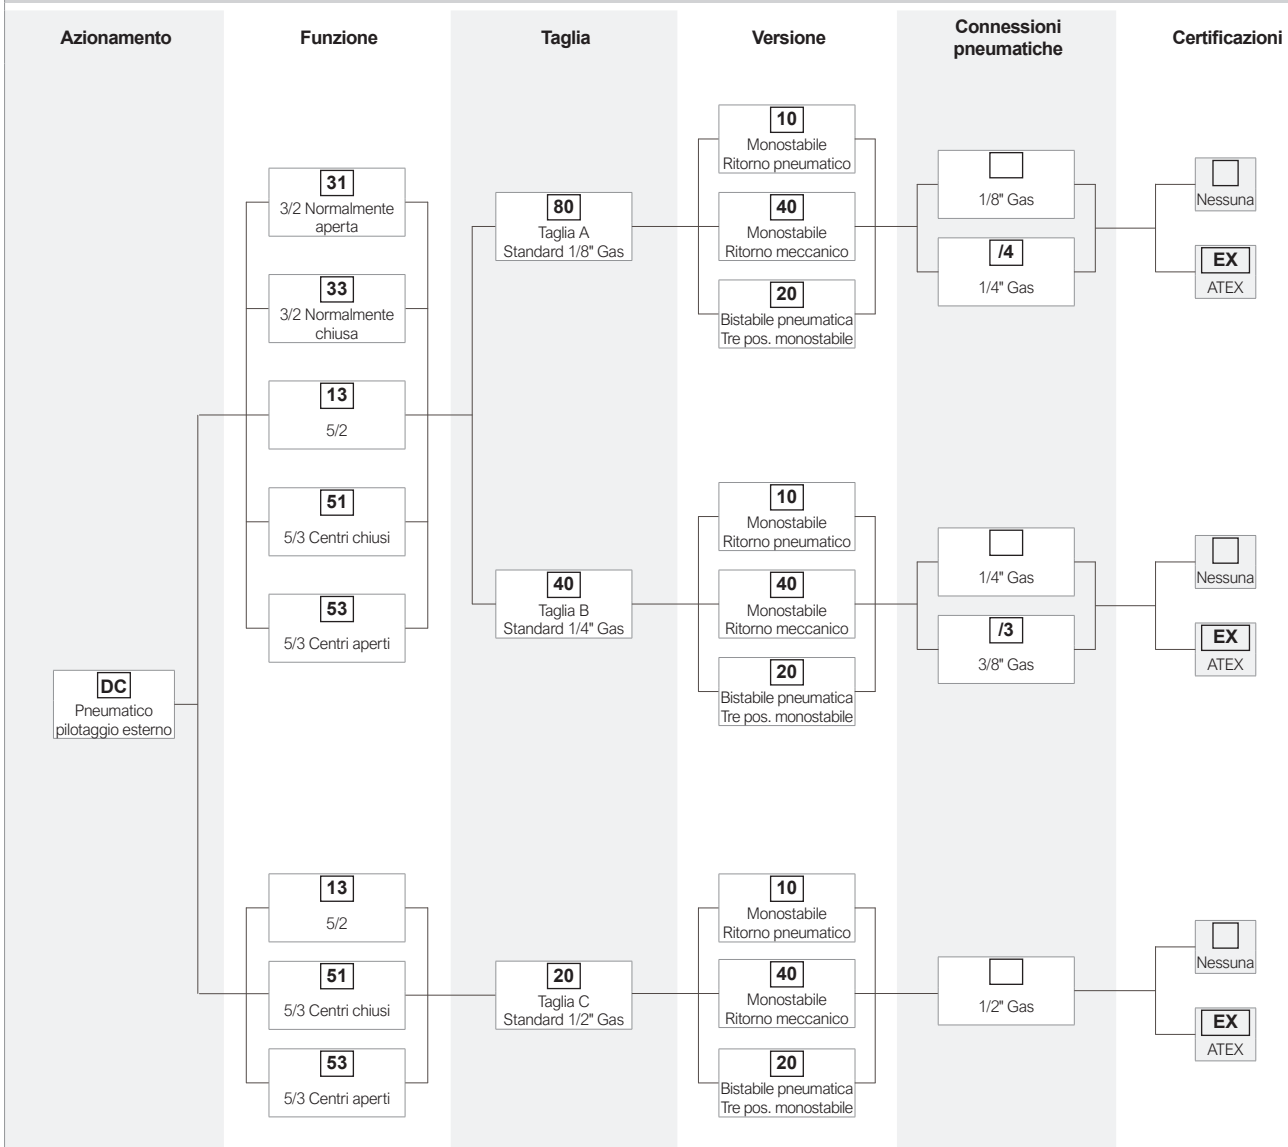 Azionamento
Funzione
Taglia
Versione
Connessioni
pneumatiche
Certificazioni
DC
Pneumatico
pilotaggio esterno
31
3/2 Normalmente
aperta
33
3/2 Normalmente
chiusa
13
5/2
51
5/3 Centri chiusi
53
5/3 Centri aperti
80
Taglia A
Standard 1/8" Gas
10
Monostabile
Ritorno pneumatico
40
Monostabile
Ritorno meccanico
20
Bistabile pneumatica
Tre pos. monostabile
1/8" Gas
/4
1/4" Gas
Nessuna
EX
ATEX
40
Taglia B
Standard 1/4" Gas
10
Monostabile
Ritorno pneumatico
40
Monostabile
Ritorno meccanico
20
Bistabile pneumatica
Tre pos. monostabile
1/4" Gas
/3
3/8" Gas
Nessuna
EX
ATEX
13
5/2
51
5/3 Centri chiusi
53
5/3 Centri aperti
20
Taglia C
Standard 1/2" Gas
10
Monostabile
Ritorno pneumatico
40
Monostabile
Ritorno meccanico
20
Bistabile pneumatica
Tre pos. monostabile
1/2" Gas
Nessuna
EX
ATEX